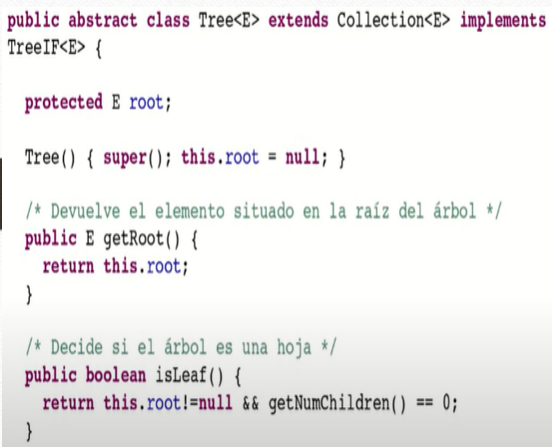 public abstract class Tree<E> extends Collection<E> implements
TreeIF<E> {
protected E root;
Tree() { super(); this.root = null; }
/* Devuelve el elemento situado en la raíz del árbol */
public E getRoot() {
return this.root;
}
/* Decide si el árbol es una hoja */
public boolean isLeaf() {
return this.root!=null && getNumChildren() == 0;
}